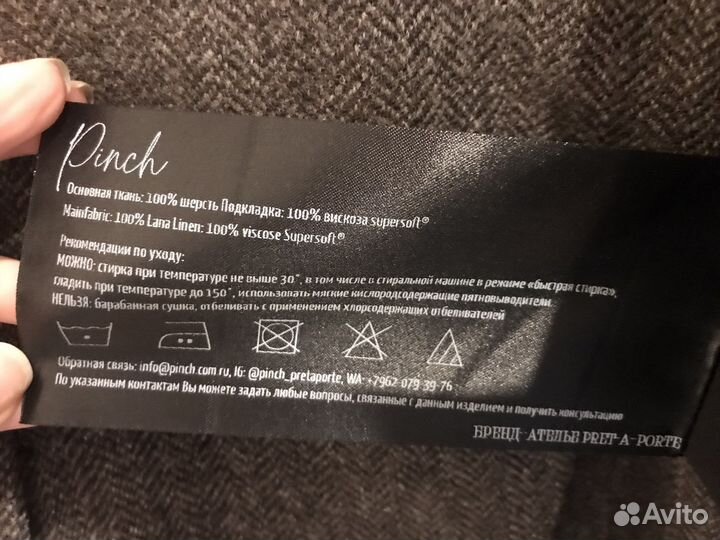 Pinch
Основная ткань: 100% шерсть Подкладка: 100% вискоза supersoft®
Mainfabric: 100% Lana Linen: 100% viscose Supersoft®
Рекомендации по уходу:
МОЖНО- стирка при температуре не выше 30°, в том числе в стиральной машине в режиме «быстрая стирка»,
гладить при температуре до 150°, использовать мягкие кислородсодержащие пятновыводители.
НЕЛЬЗЯ: барабанная сушка, отбеливать с применением хлорсодержащих отбеливателей
Обратная связь: info@pinch.com.ru, IG: @pinch_pretaporte, WA: +7962 079 39-76
По указанным контактам Вы можете задать любые вопросы, связанные с данным изделием и получить консультацию
БРЕНД-АТЕЛЬЕ PRET-A-PORTE
Avito